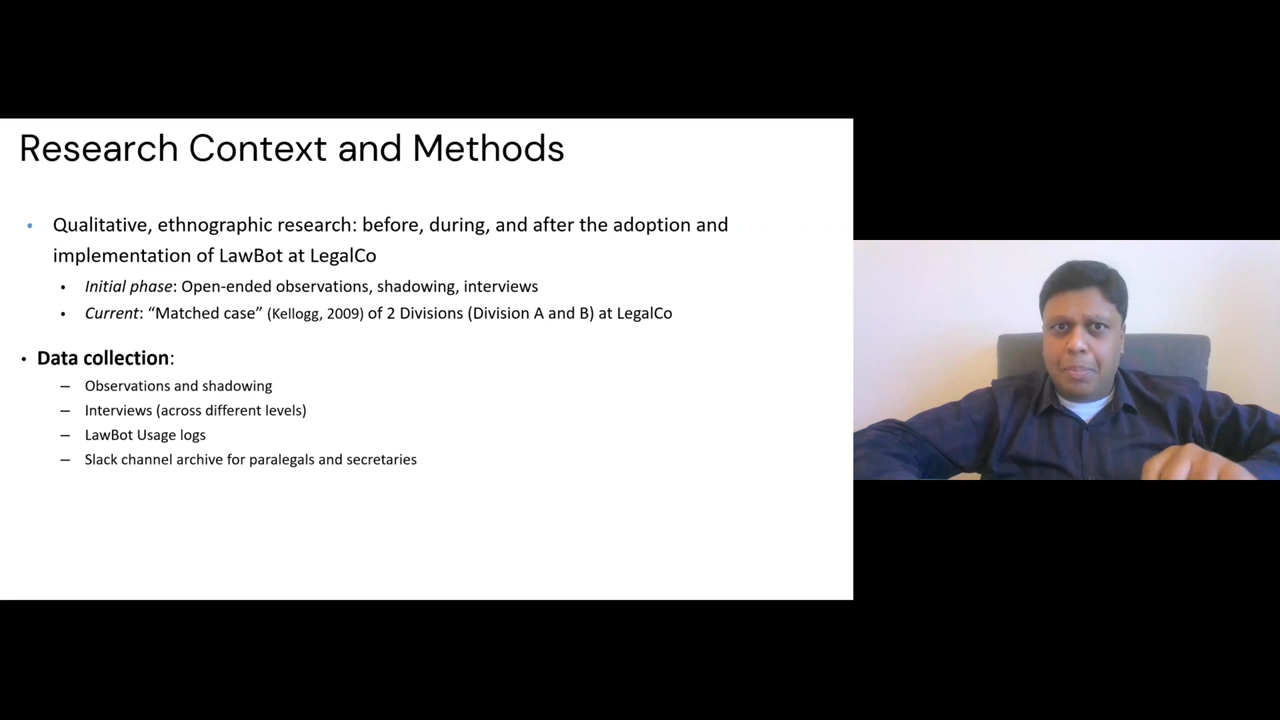 Research Context and Methods
• Qualitative, ethnographic research: before, during, and after the adoption and
implementation of LawBot at LegalCo
• Initial phase: Open-ended observations, shadowing, interviews
• Current: “Matched case” (Kellogg, 2009) of 2 Divisions (Division A and B) at LegalCo
• Data collection:
– Observations and shadowing
– Interviews (across different levels)
– LawBot Usage logs
– Slack channel archive for paralegals and secretaries